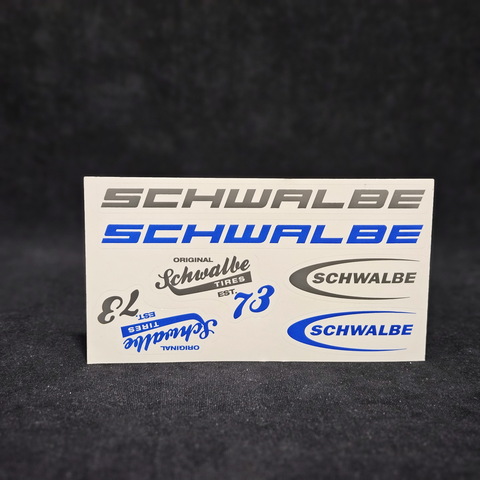 SCHWALBE
SCHWALBE
ORIGINAL
Schwalbe
TIRES
EST.
73
SCHWALBE
73
EST.
TIRES
Schwalbe
ORIGINAL
SCHWALBE